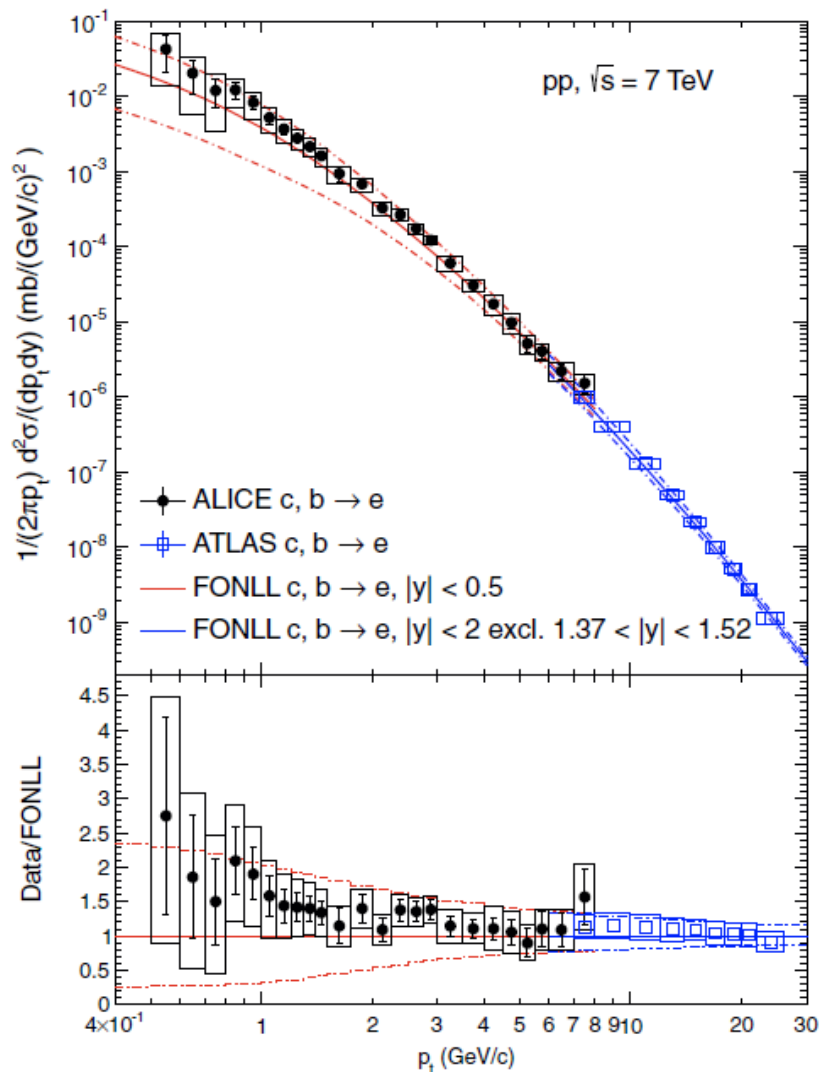 pp, √s = 7 TeV
1/(2πp_t) d²σ/(dp_tdy) (mb/(GeV/c)² )
10⁻¹
10⁻²
10⁻³
10⁻⁴
10⁻⁵
10⁻⁶
10⁻⁷
10⁻⁸
10⁻⁹
ALICE c, b → e
ATLAS c, b → e
FONLL c, b → e, |y| < 0.5
FONLL c, b → e, |y| < 2 excl. 1.37 < |y| < 1.52
Data/FONLL
4.5
4
3.5
3
2.5
2
1.5
1
0.5
0
4×10⁻¹ 1 2 3 4 5 6 7 8 9 10 20 30
p_t (GeV/c)